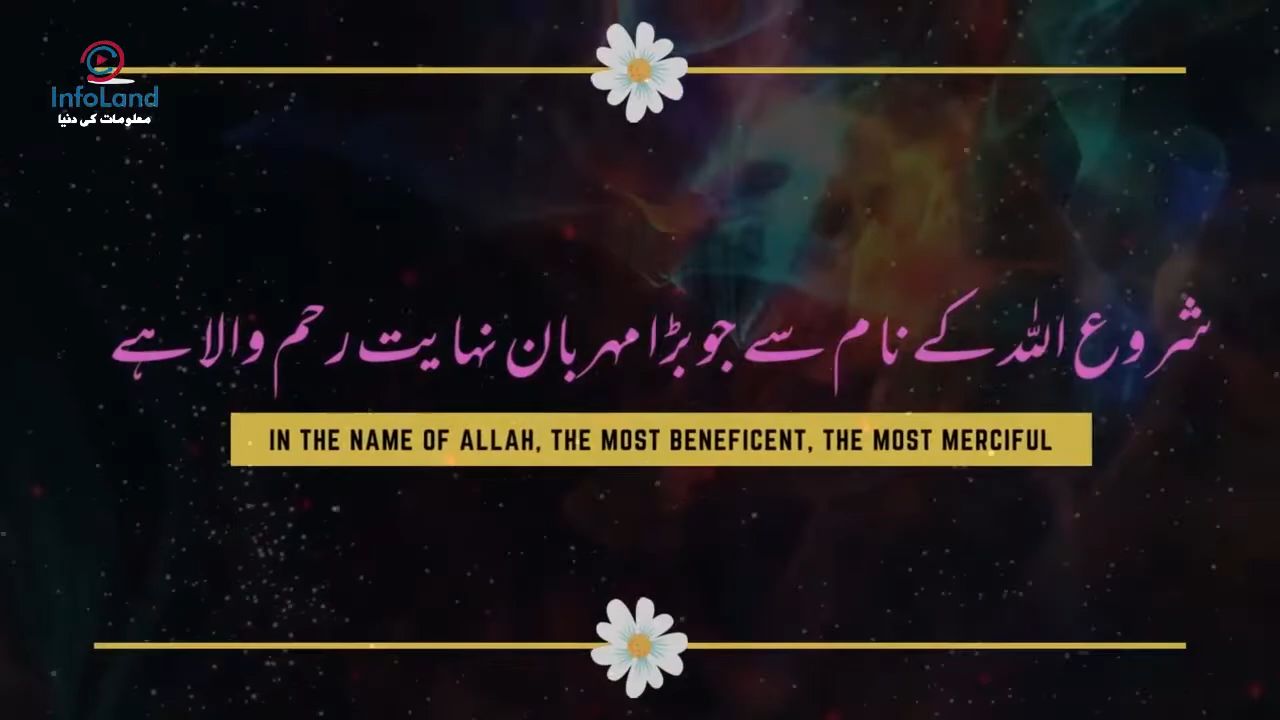 InfoLand
معلومات کی دنیا
شروع اللہ کے نام سے جو بڑا مہربان نہایت رحم والا ہے
IN THE NAME OF ALLAH, THE MOST BENEFICENT, THE MOST MERCIFUL